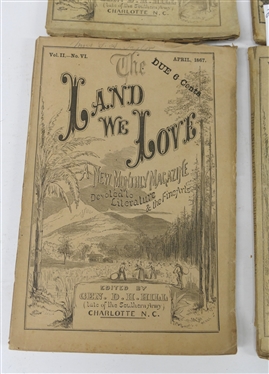 CHARLOTTE N. C.
Vol. II.—No. VI.
APRIL, 1867.
The
DUE 6 Cents
LAND
WE LOVE
A NEW MONTHLY MAGAZINE
Devoted to
Literature
& the Fine Arts.
EDITED BY
GEN. D. H. HILL
(Late of the Southern Army)
CHARLOTTE N. C.